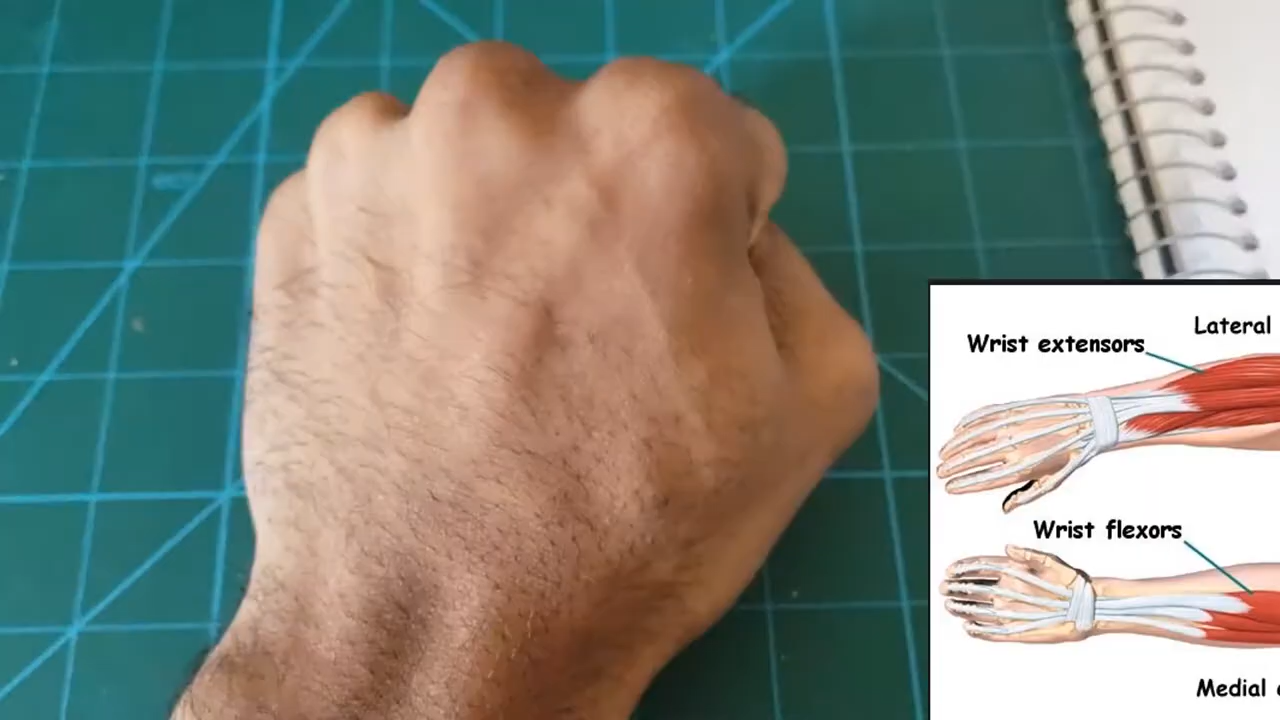 Lateral
Wrist extensors
Wrist flexors
Medial